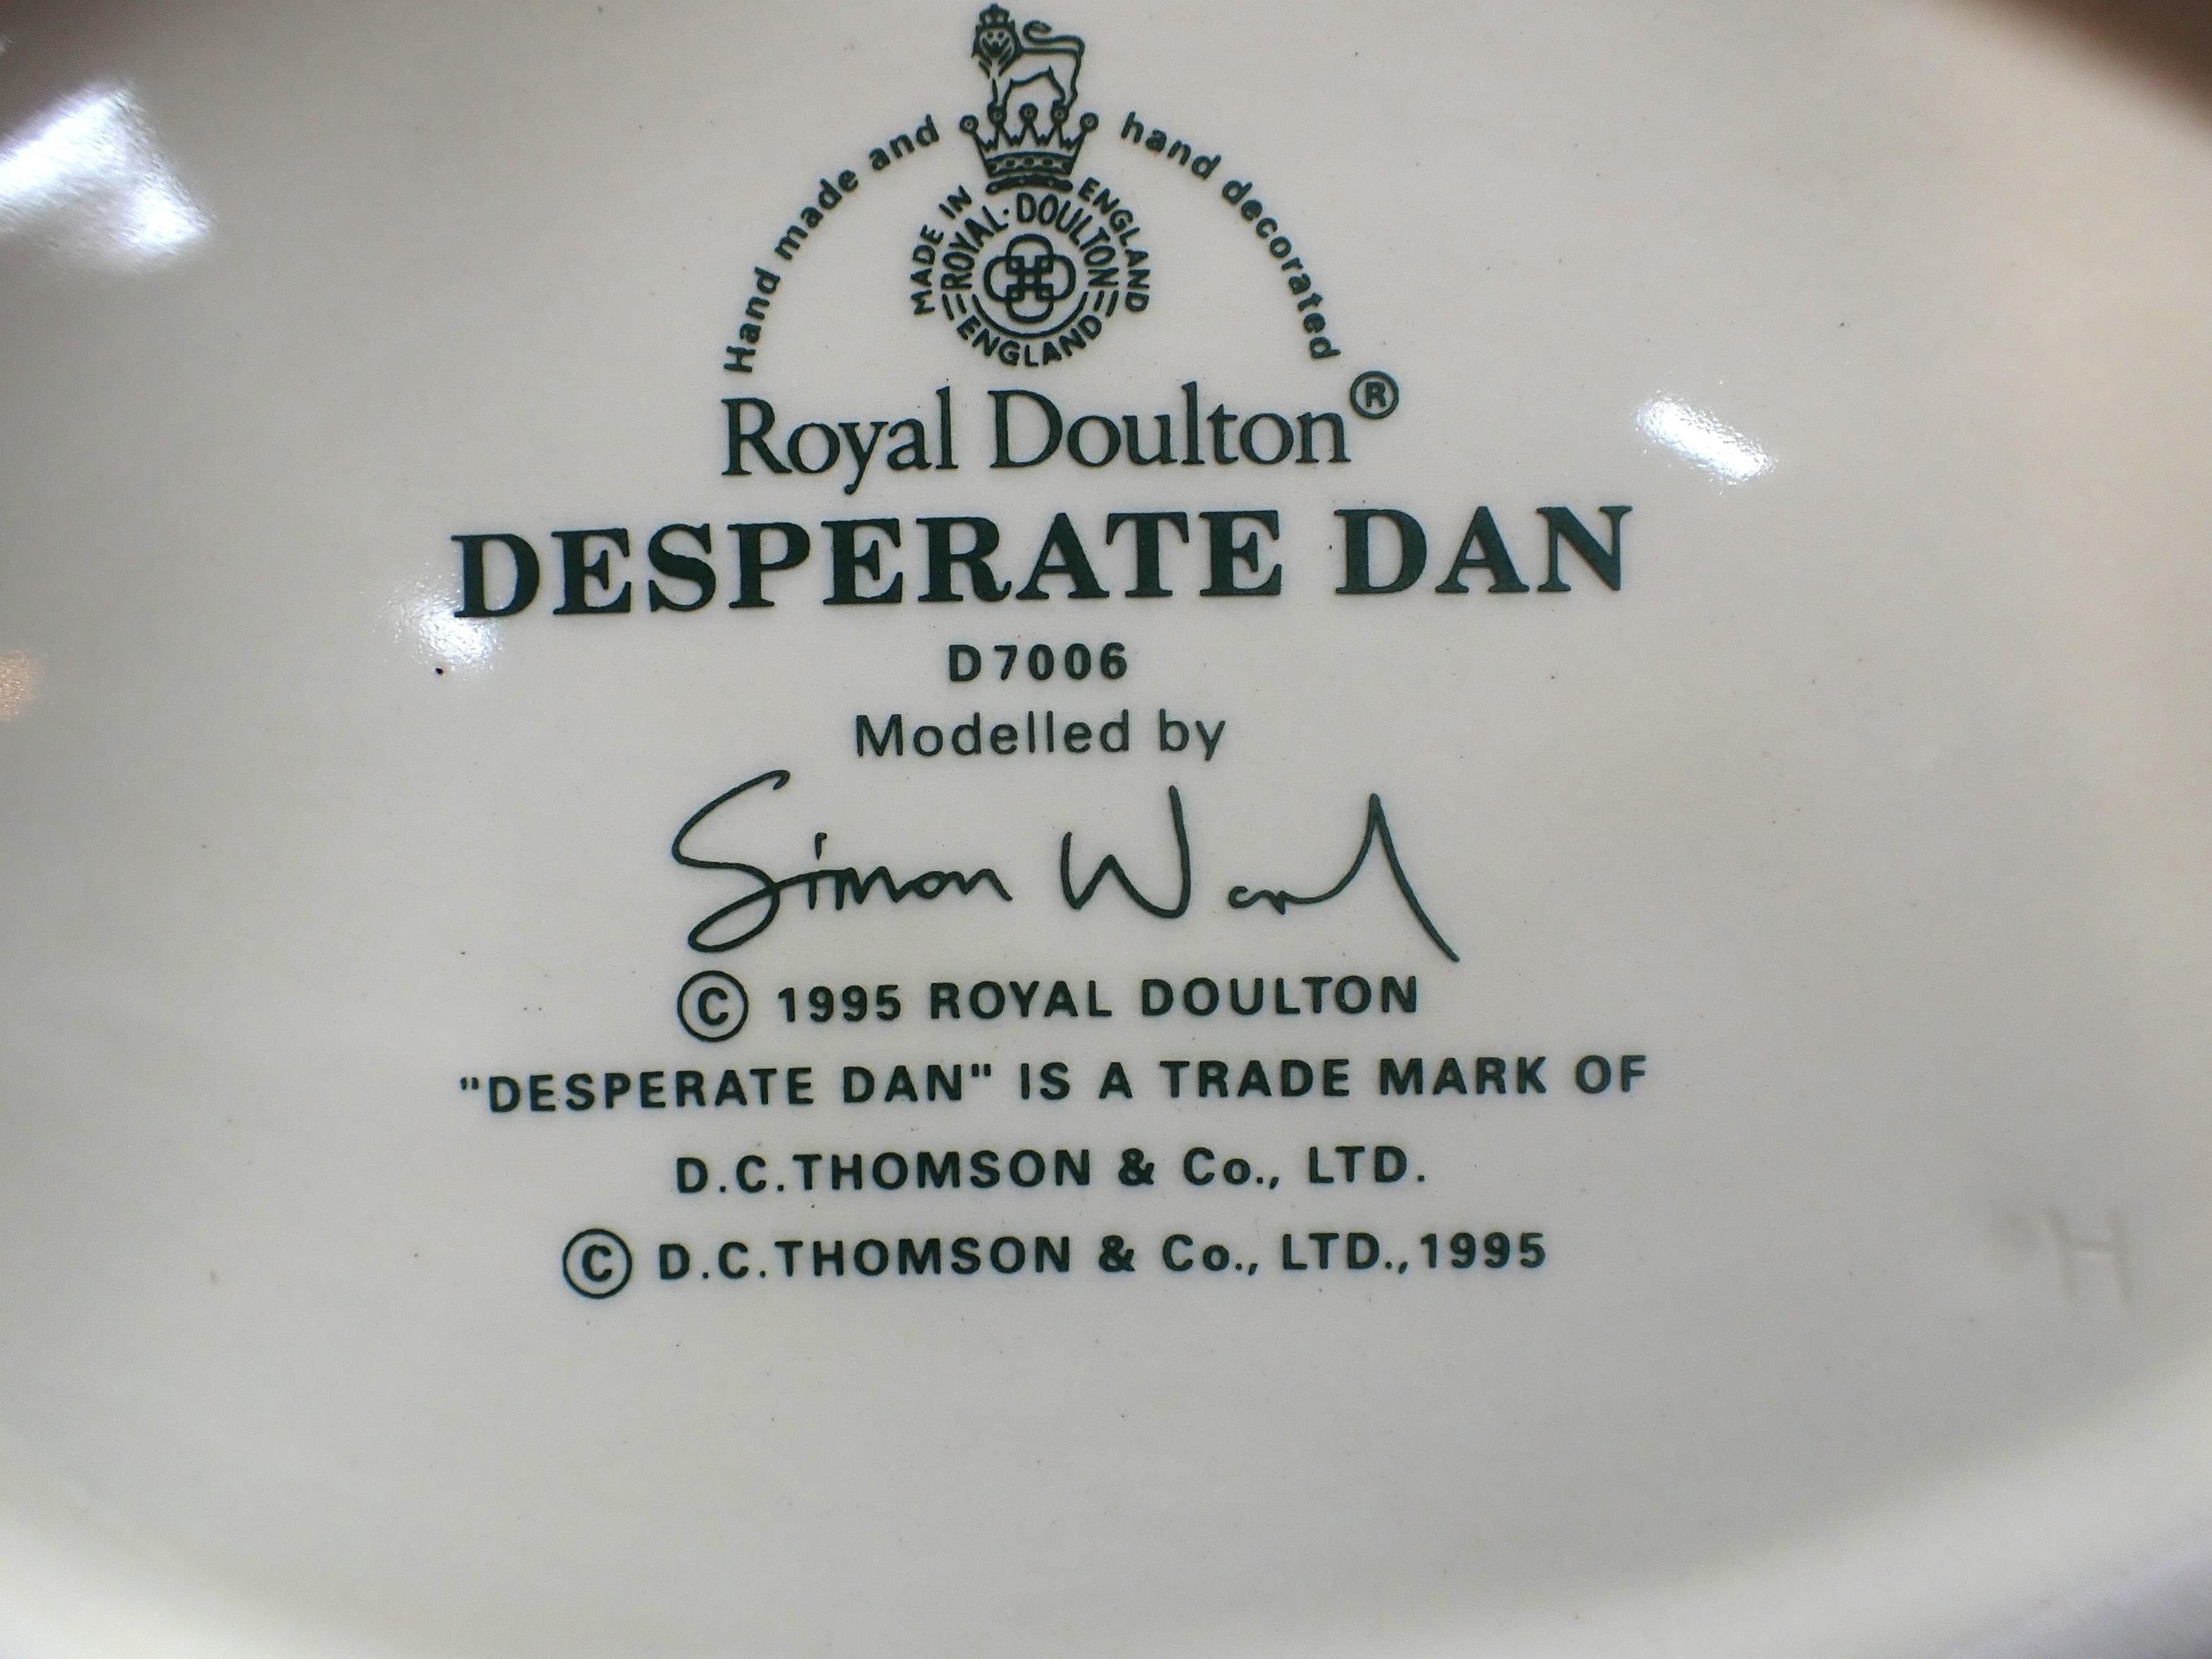 Hand made and hand decorated
MADE IN ENGLAND
ROYAL·DOULTON
ENGLAND
Royal Doulton®
DESPERATE DAN
D7006
Modelled by
Simon Ward
© 1995 ROYAL DOULTON
"DESPERATE DAN" IS A TRADE MARK OF
D.C.THOMSON & Co., LTD.
© D.C.THOMSON & Co., LTD.,1995
H